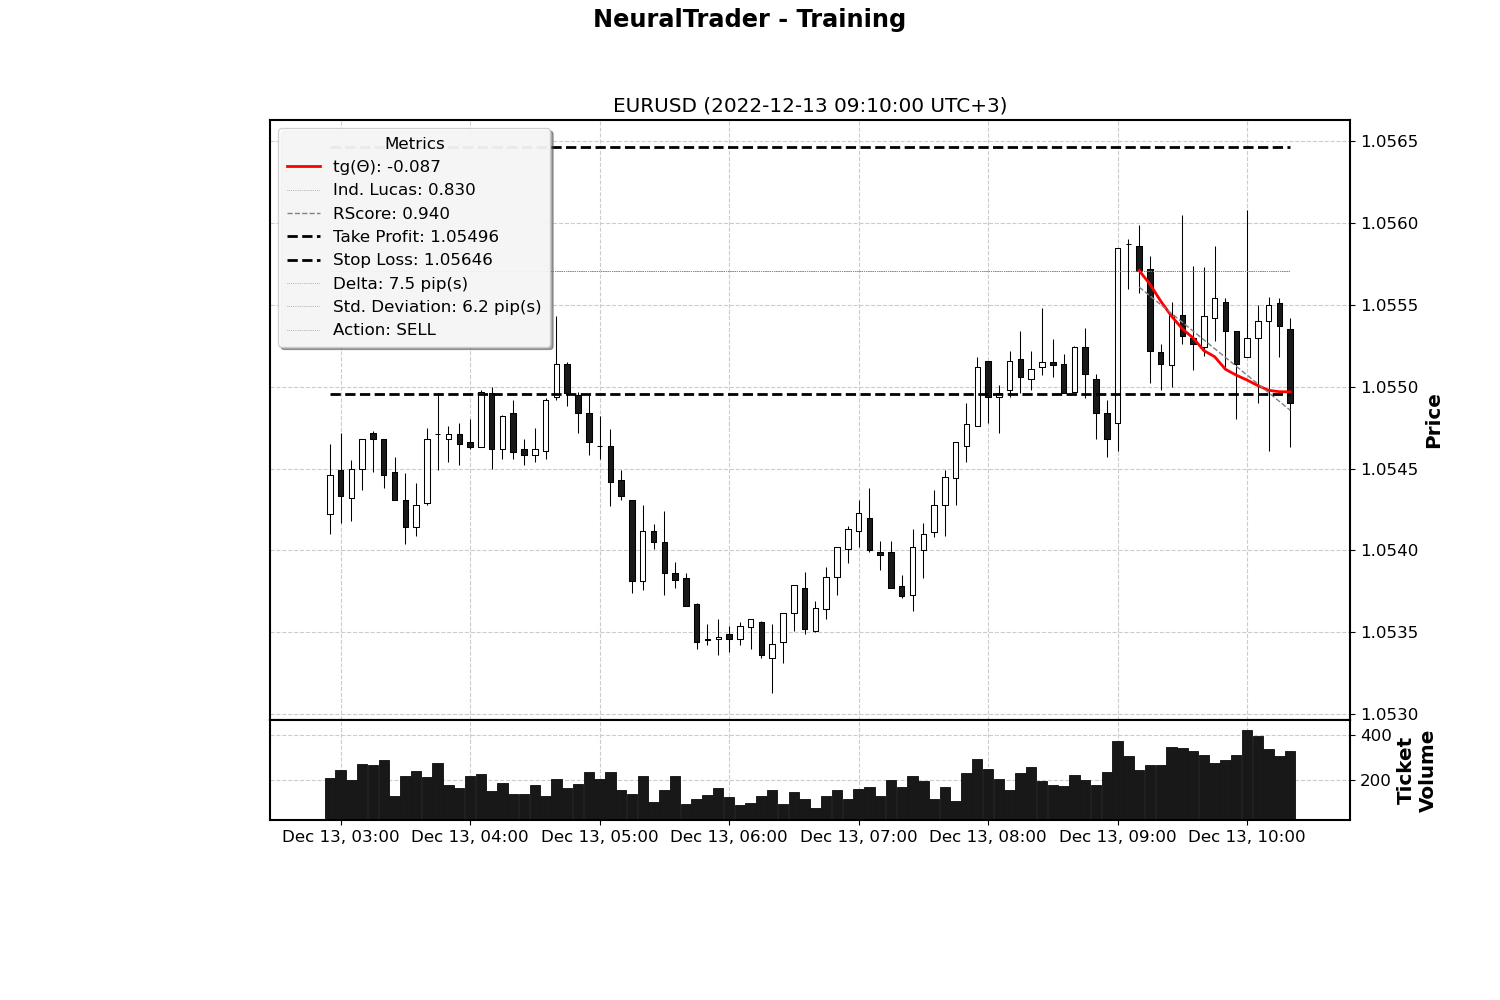 NeuralTrader - Training
EURUSD (2022-12-13 09:10:00 UTC+3)
Metrics
tg(Θ): -0.087
Ind. Lucas: 0.830
RScore: 0.940
Take Profit: 1.05496
Stop Loss: 1.05646
Delta: 7.5 pip(s)
Std. Deviation: 6.2 pip(s)
Action: SELL
1.0565
1.0560
1.0555
1.0550
1.0545
1.0540
1.0535
1.0530
Price
400
200
Ticket
Volume
Dec 13, 03:00
Dec 13, 04:00
Dec 13, 05:00
Dec 13, 06:00
Dec 13, 07:00
Dec 13, 08:00
Dec 13, 09:00
Dec 13, 10:00